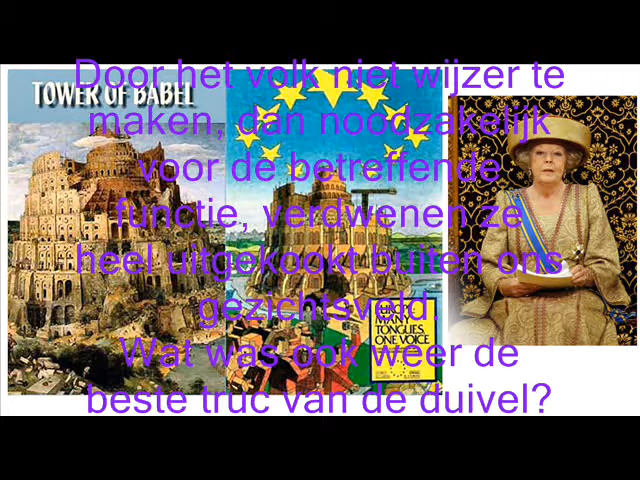 TOWER OF BABEL
Door het volk niet wijzer te
maken, dan noodzakelijk
voor de betreffende
functie, verdwenen ze
heel uitgekookt buiten ons
gezichtsveld.
Wat was ook weer de
beste truc van de duivel?
MANY
TONGUES
ONE VOICE